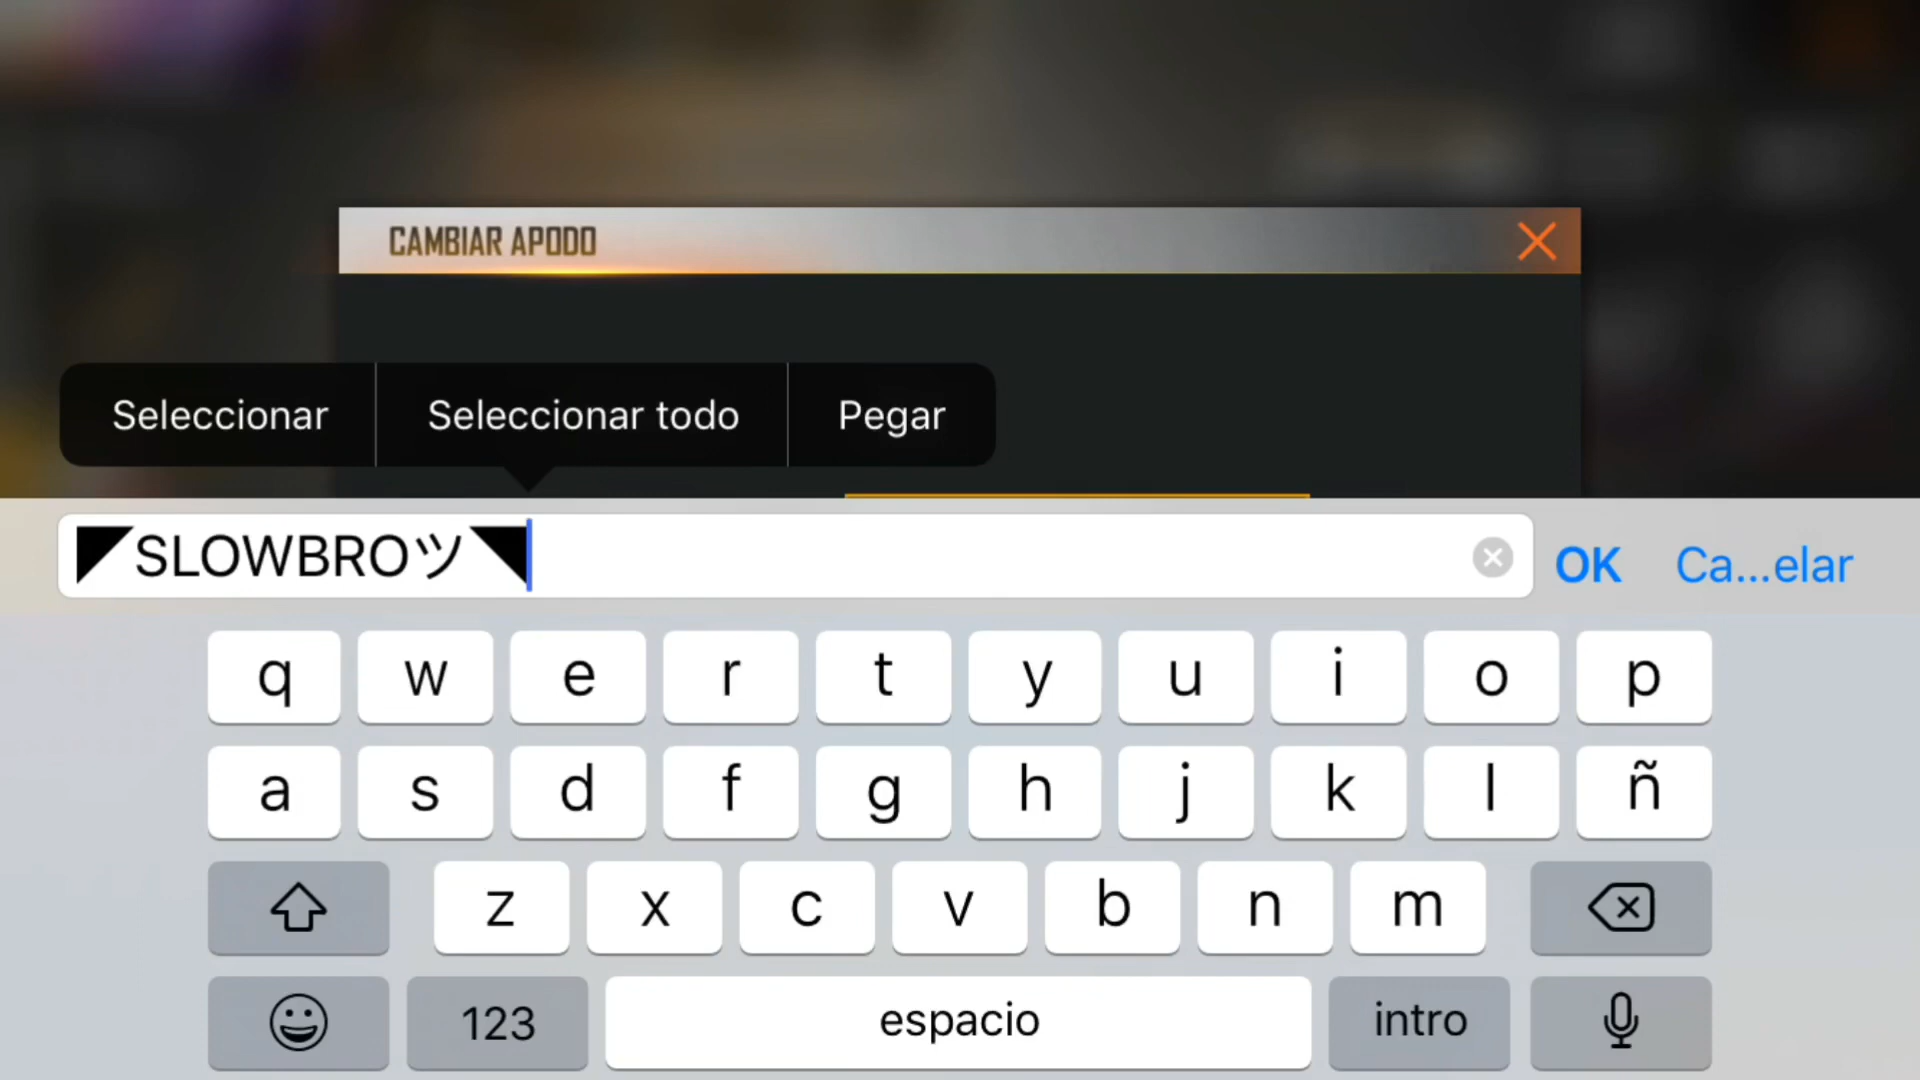 CAMBIAR APODO
Seleccionar
Seleccionar todo
Pegar
◤SLOWBROツ◥
OK
Ca...elar
q w e r t y u i o p
a s d f g h j k l ñ
z x c v b n m
123
espacio
intro